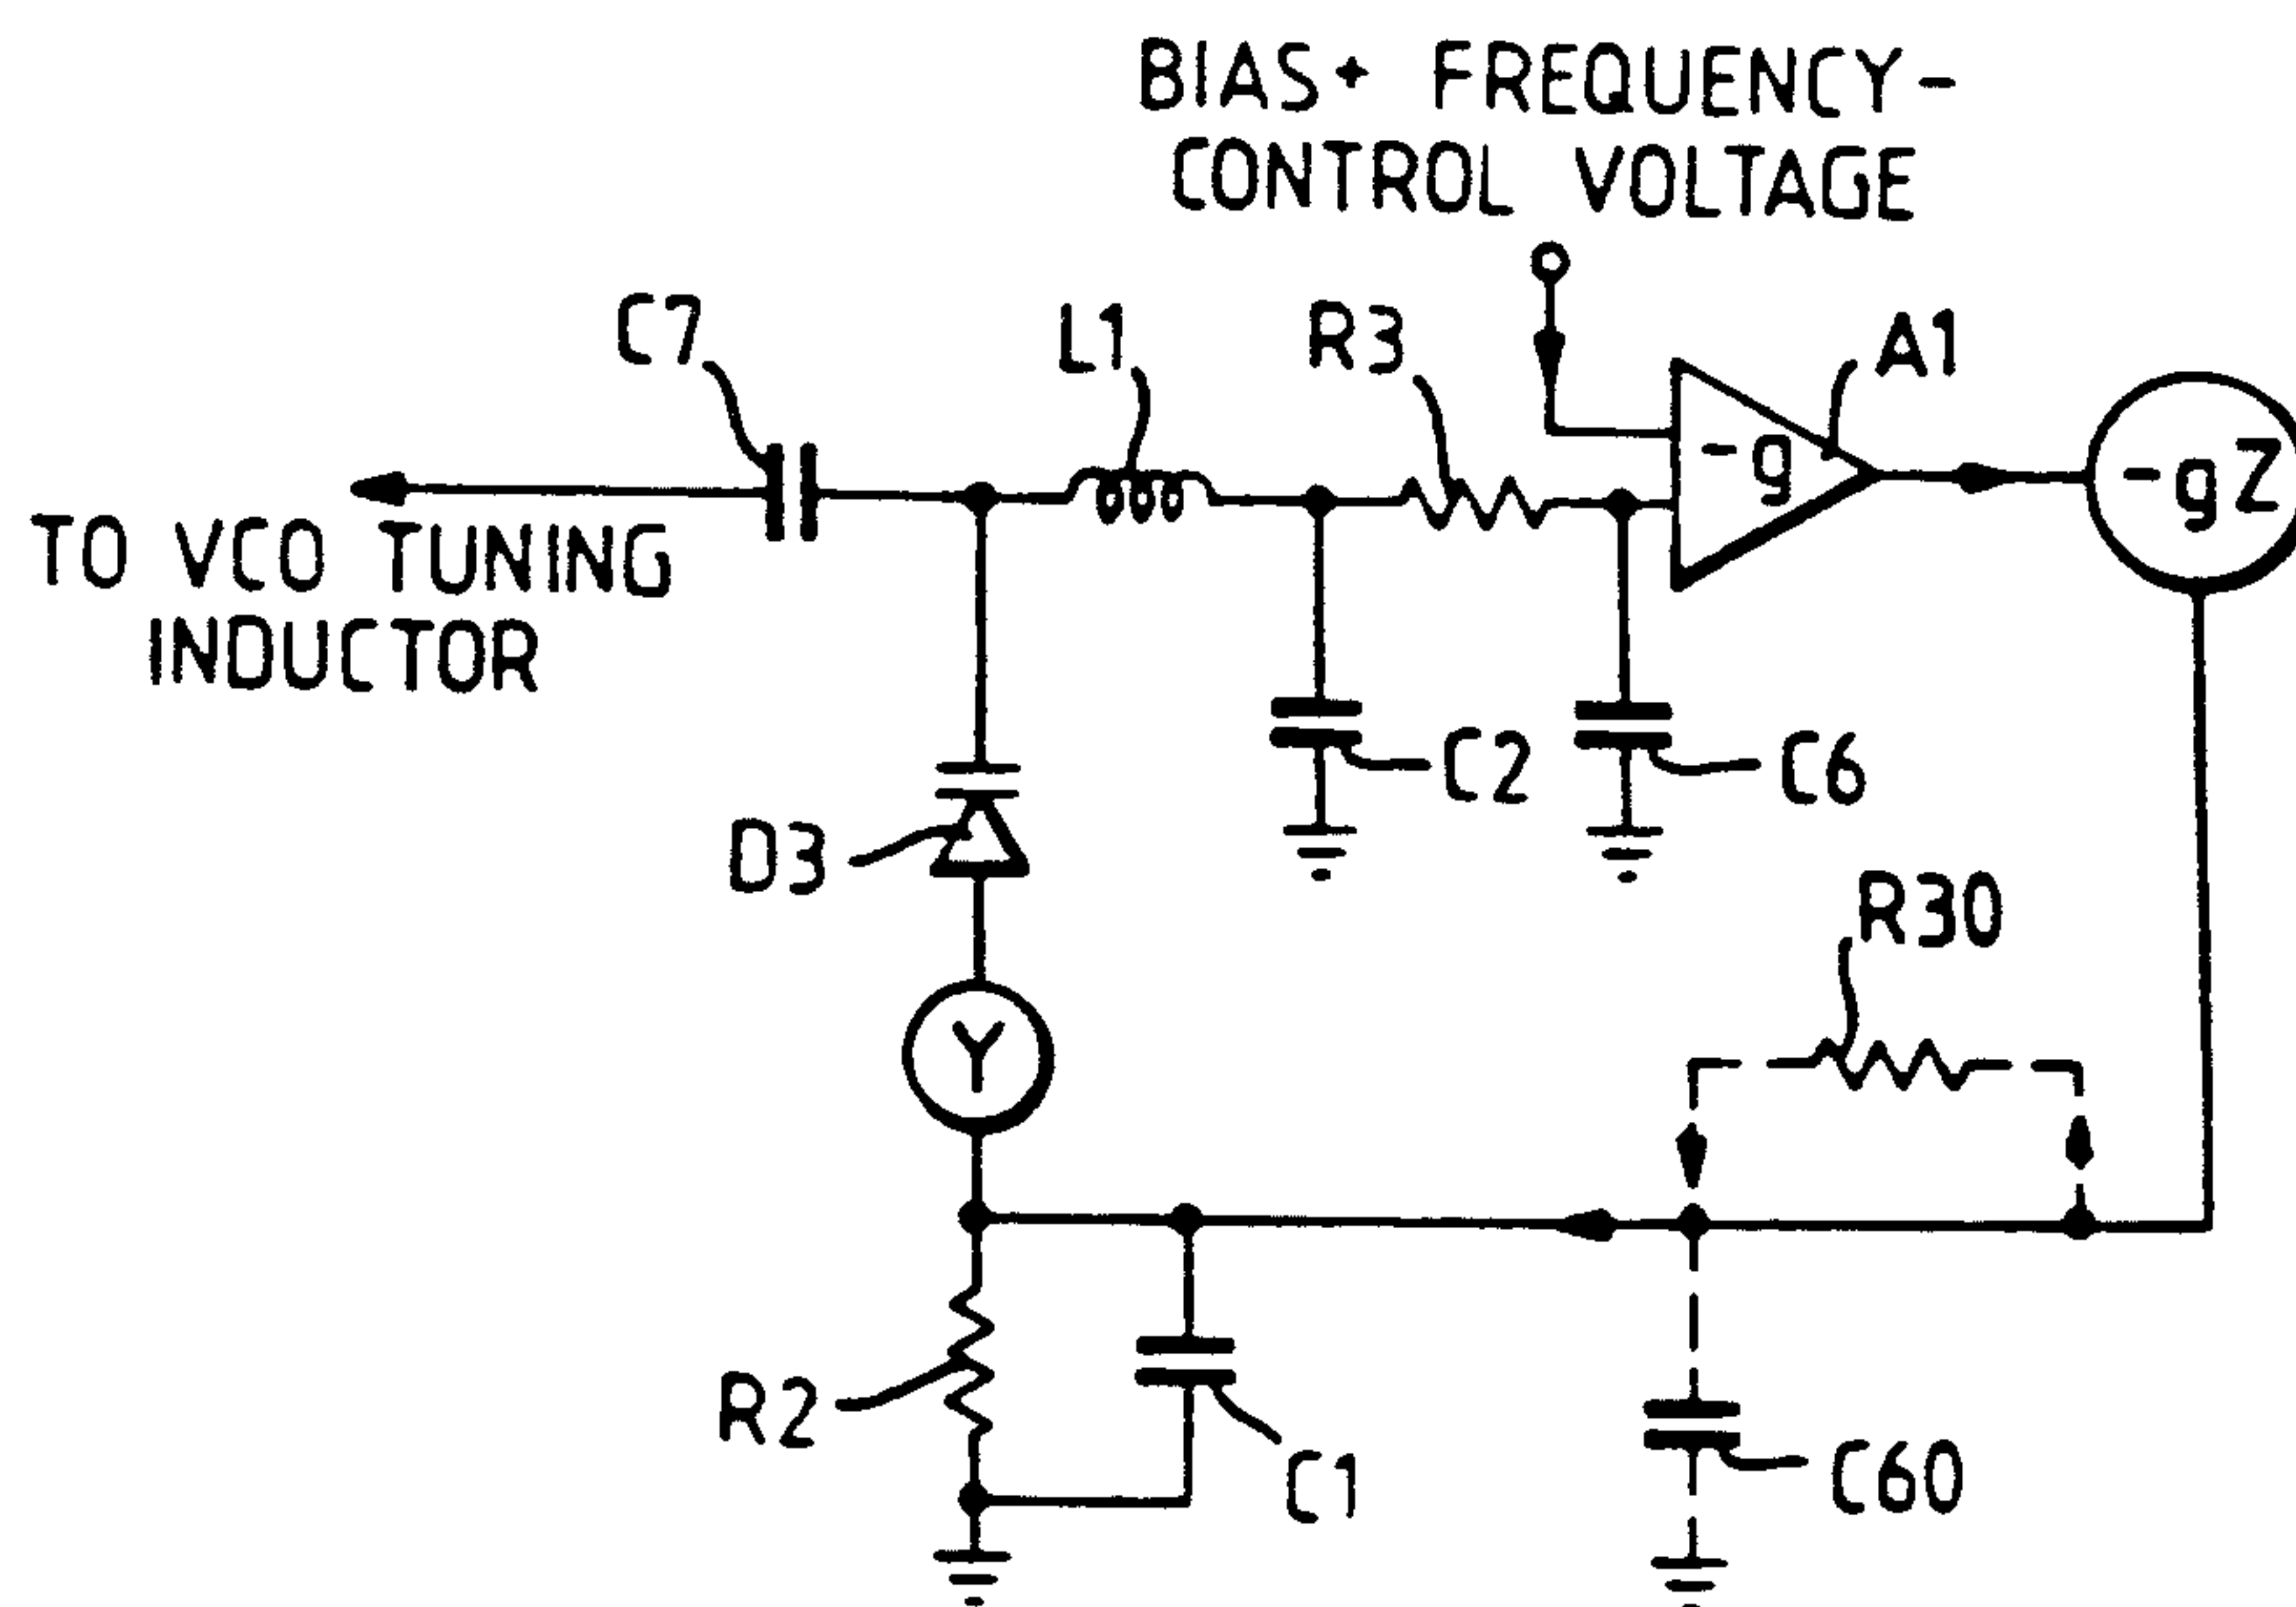 BIAS+ FREQUENCY-
CONTROL VOLTAGE
C7
L1
R3
A1
-g
-gZ
TO VCO TUNING
INDUCTOR
C2
C6
D3
R30
Y
R2
C1
C60